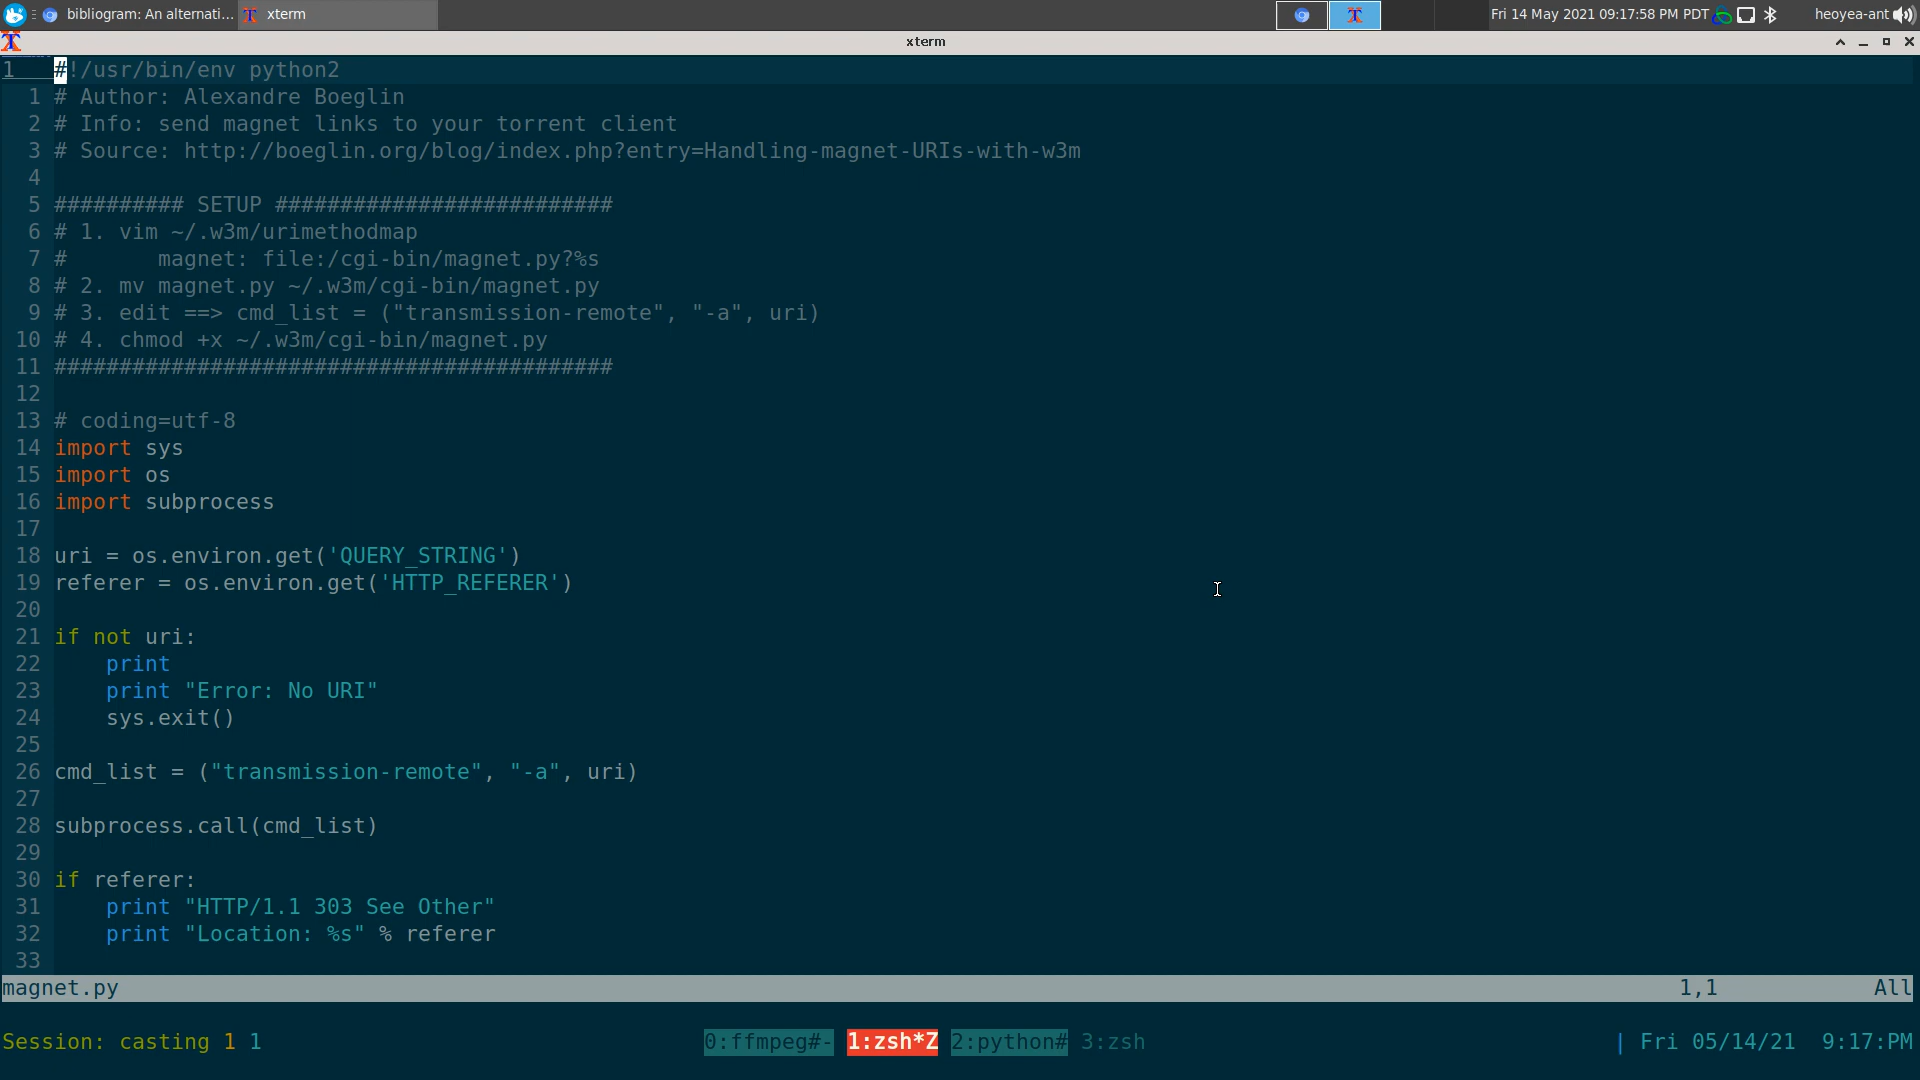 bibliogram: An alternati... xterm Fri 14 May 2021 09:17:58 PM PDT heoyea-ant
xterm
1 #!/usr/bin/env python2
1 # Author: Alexandre Boeglin
2 # Info: send magnet links to your torrent client
3 # Source: http://boeglin.org/blog/index.php?entry=Handling-magnet-URIs-with-w3m
4
5 ########## SETUP ##########################
6 # 1. vim ~/.w3m/urimethodmap
7 #       magnet: file:/cgi-bin/magnet.py?%s
8 # 2. mv magnet.py ~/.w3m/cgi-bin/magnet.py
9 # 3. edit ==> cmd_list = ("transmission-remote", "-a", uri)
10 # 4. chmod +x ~/.w3m/cgi-bin/magnet.py
11 ###########################################
12
13 # coding=utf-8
14 import sys
15 import os
16 import subprocess
17
18 uri = os.environ.get('QUERY_STRING')
19 referer = os.environ.get('HTTP_REFERER')
20
21 if not uri:
22     print
23     print "Error: No URI"
24     sys.exit()
25
26 cmd_list = ("transmission-remote", "-a", uri)
27
28 subprocess.call(cmd_list)
29
30 if referer:
31     print "HTTP/1.1 303 See Other"
32     print "Location: %s" % referer
33
magnet.py 1,1 All
Session: casting 1 1 0:ffmpeg#- 1:zsh*Z 2:python# 3:zsh | Fri 05/14/21 9:17:PM